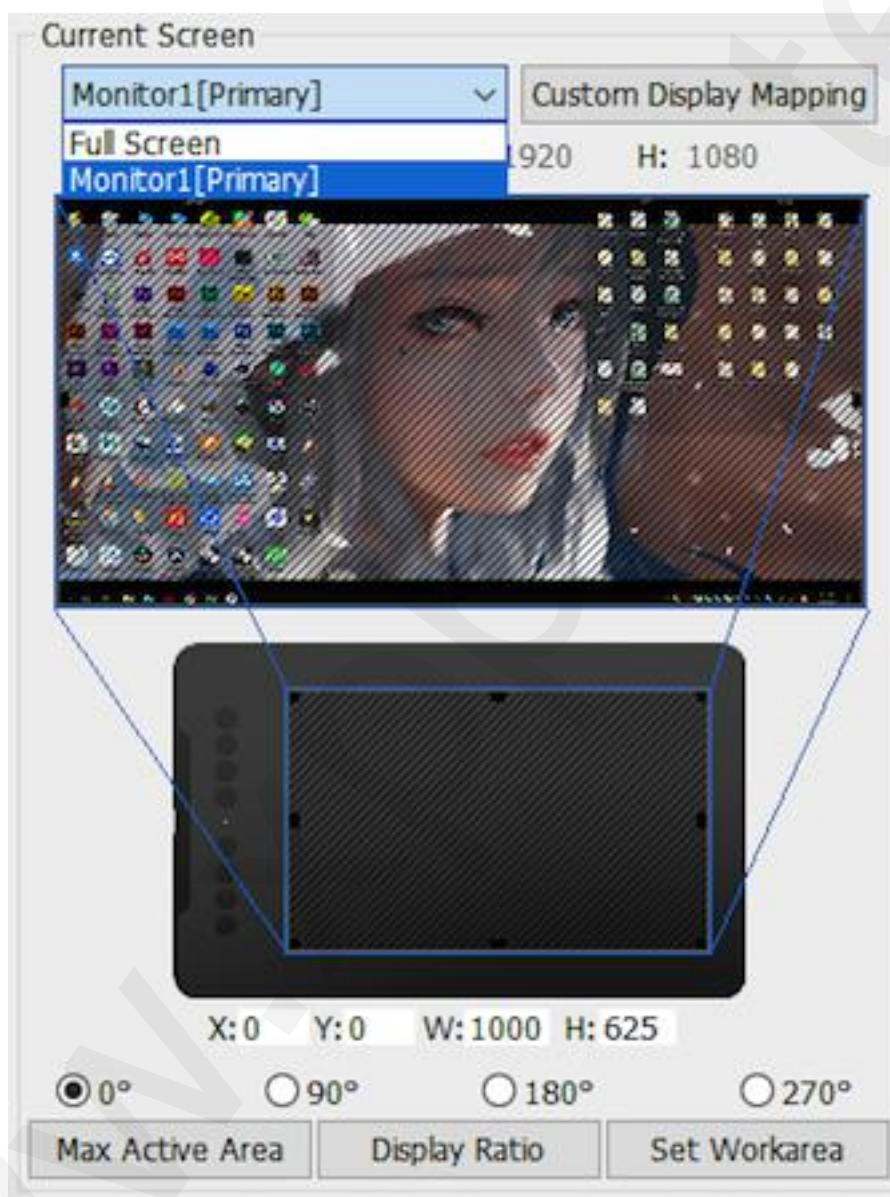 Current Screen
Monitor1[Primary]
Custom Display Mapping
Full Screen
1920 H: 1080
Monitor1[Primary]
X: 0 Y: 0 W: 1000 H: 625
0° 90° 180° 270°
Max Active Area Display Ratio Set Workarea